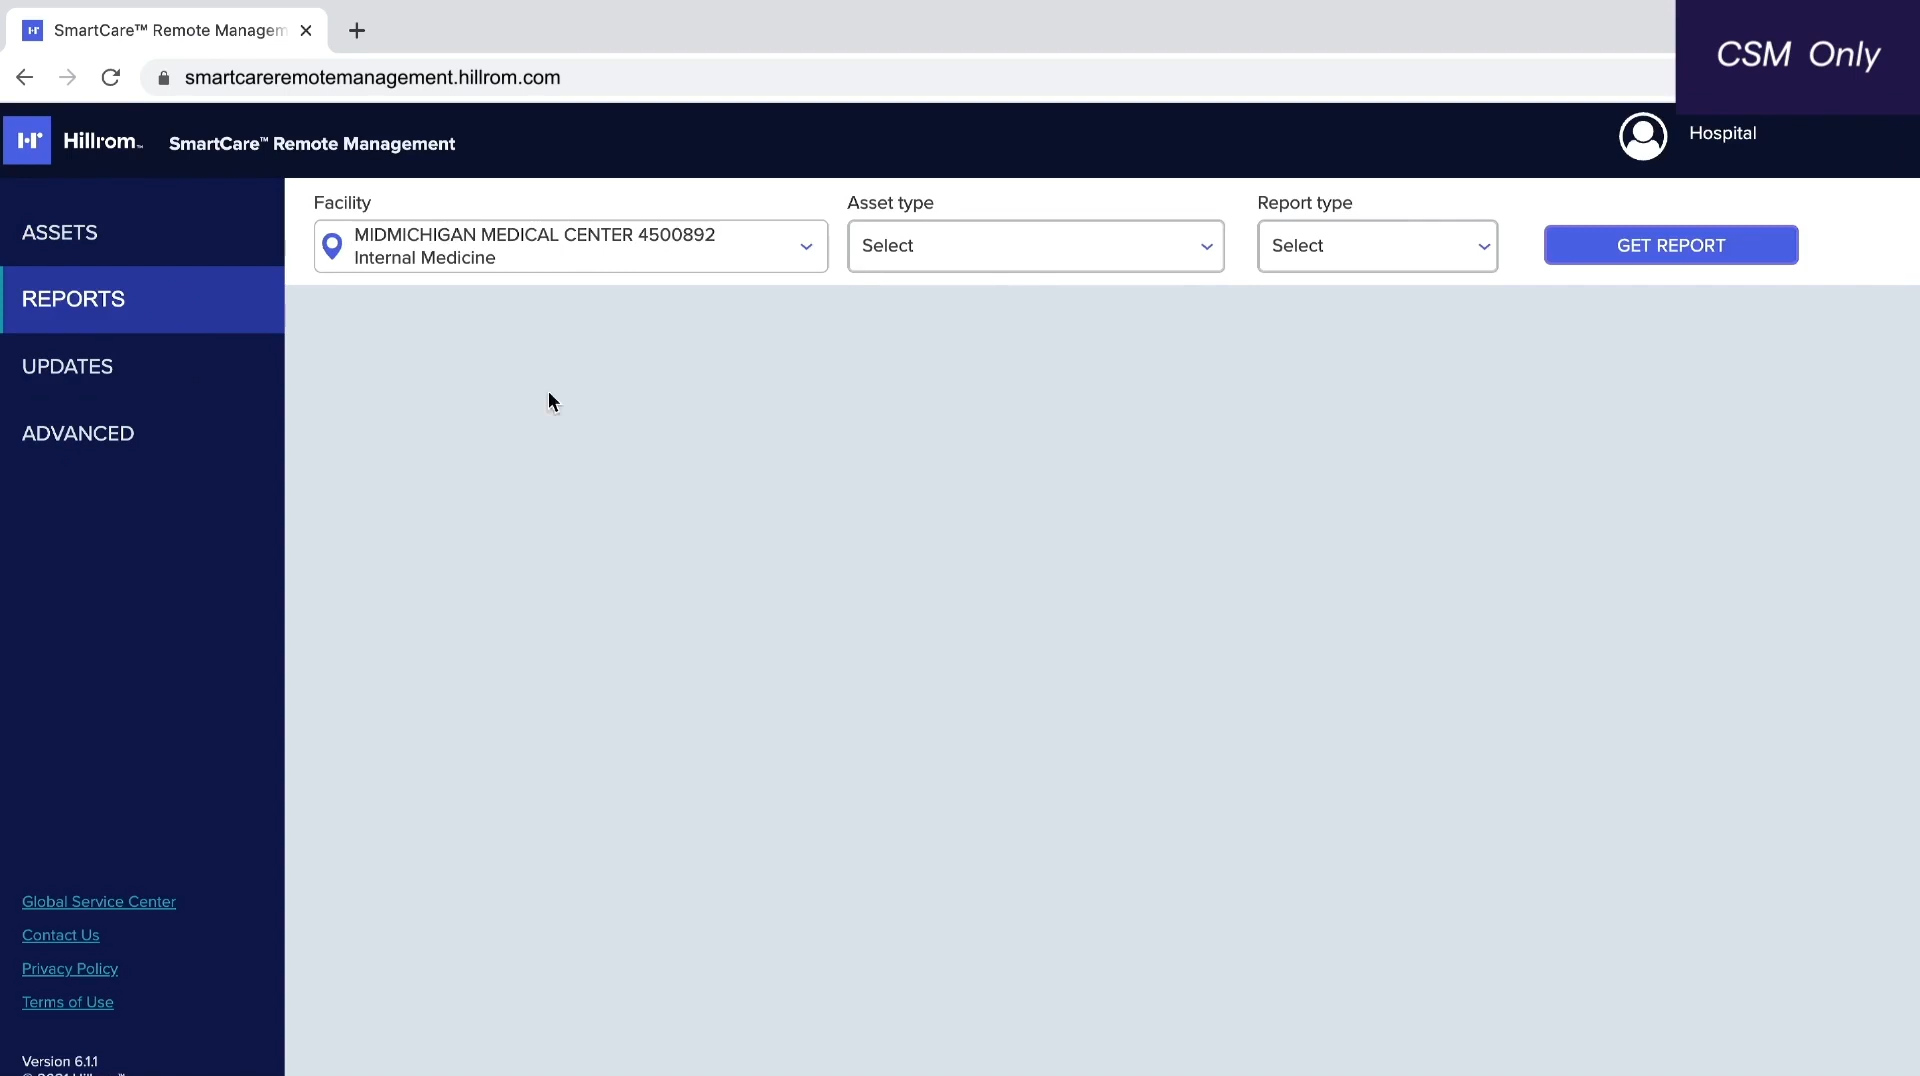 SmartCare™ Remote Managem
smartcareremotemanagement.hillrom.com
CSM Only
Hillrom™ SmartCare™ Remote Management
Hospital
ASSETS
REPORTS
UPDATES
ADVANCED
Facility
MIDMICHIGAN MEDICAL CENTER 4500892
Internal Medicine
Asset type
Select
Report type
Select
GET REPORT
Global Service Center
Contact Us
Privacy Policy
Terms of Use
Version 6.1.1